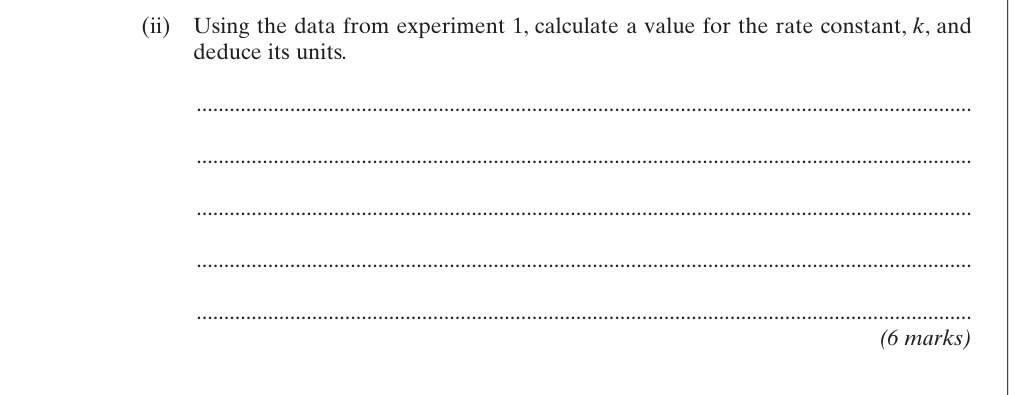 (ii) Using the data from experiment 1, calculate a value for the rate constant, k, and
deduce its units.
(6 marks)